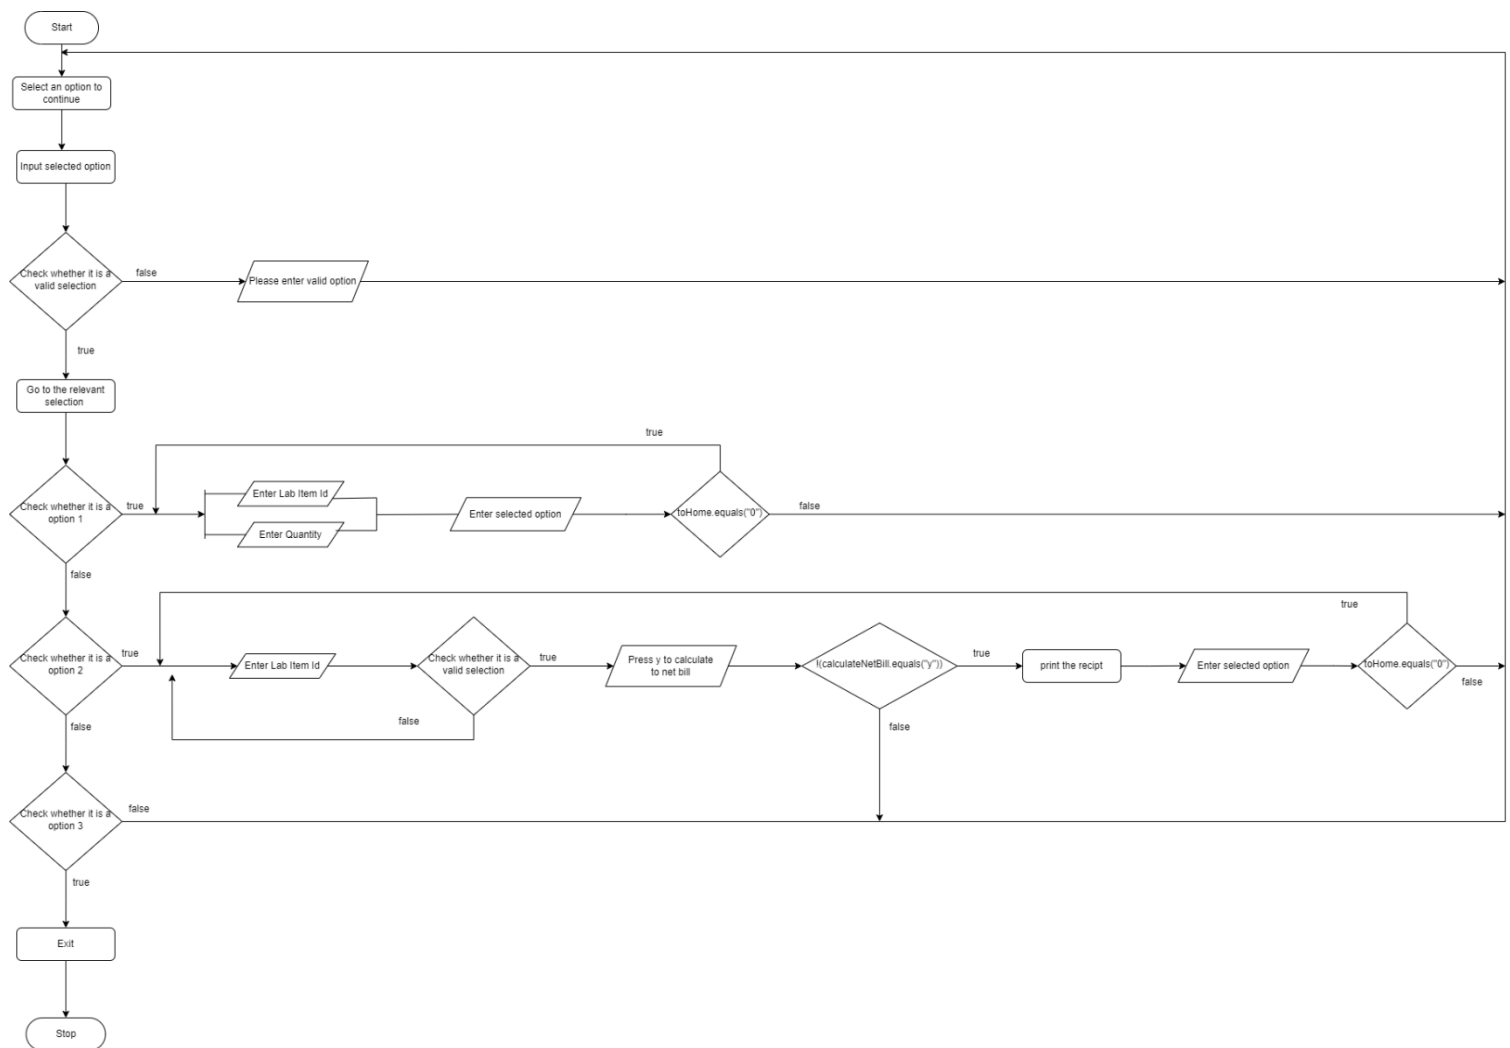 Start
Select an option to
continue
Input selected option
Check whether it is a
valid selection
false
Please enter valid option
true
Go to the relevant
selection
true
Check whether it is a
option 1
true
Enter Lab Item Id
Enter Quantity
Enter selected option
toHome.equals("0")
false
false
true
Check whether it is a
option 2
true
Enter Lab Item Id
Check whether it is a
valid selection
true
Press y to calculate
to net bill
!(calculateNetBill.equals("y"))
true
print the recipt
Enter selected option
toHome.equals("0")
false
false
false
false
Check whether it is a
option 3
false
true
Exit
Stop